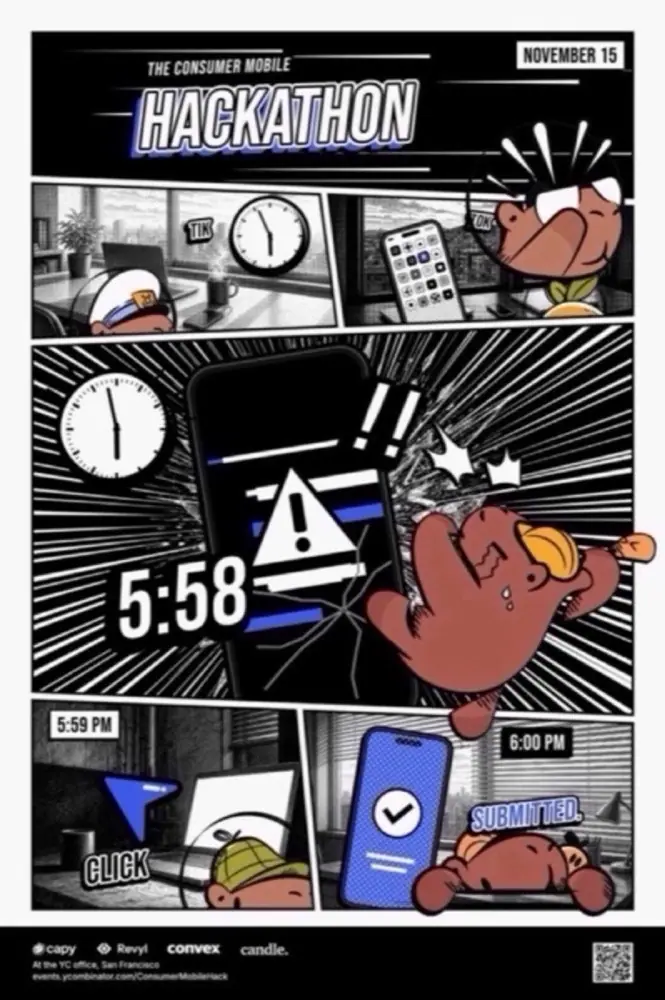 NOVEMBER 15
THE CONSUMER MOBILE
HACKATHON
TIK
TOK
!!
!
5:58
5:59 PM
6:00 PM
CLICK
SUBMITTED.
capy
Revyl
convex
candle.
At the YC office, San Francisco
events.ycombinator.com/ConsumerMobileHack